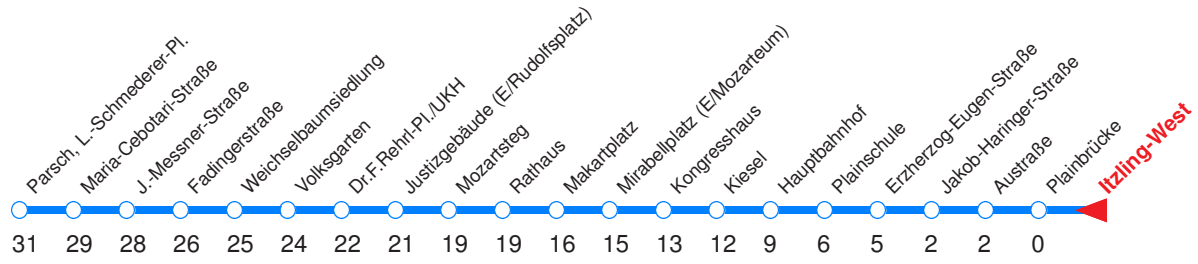 Parsch, L.-Schmederer-Pl.
Maria-Cebotari-Straße
J.-Messner-Straße
Fadingerstraße
Weichselbaumsiedlung
Volksgarten
Dr.F.Rehrl-Pl./UKH
Justizgebäude (E/Rudolfsplatz)
Mozartsteg
Rathaus
Makartplatz
Mirabellplatz (E/Mozarteum)
Kongresshaus
Kiesel
Hauptbahnhof
Plainschule
Erzherzog-Eugen-Straße
Jakob-Haringer-Straße
Austraße
Plainbrücke
Itzling-West
31 29 28 26 25 24 22 21 19 19 16 15 13 12 9 6 5 2 2 0